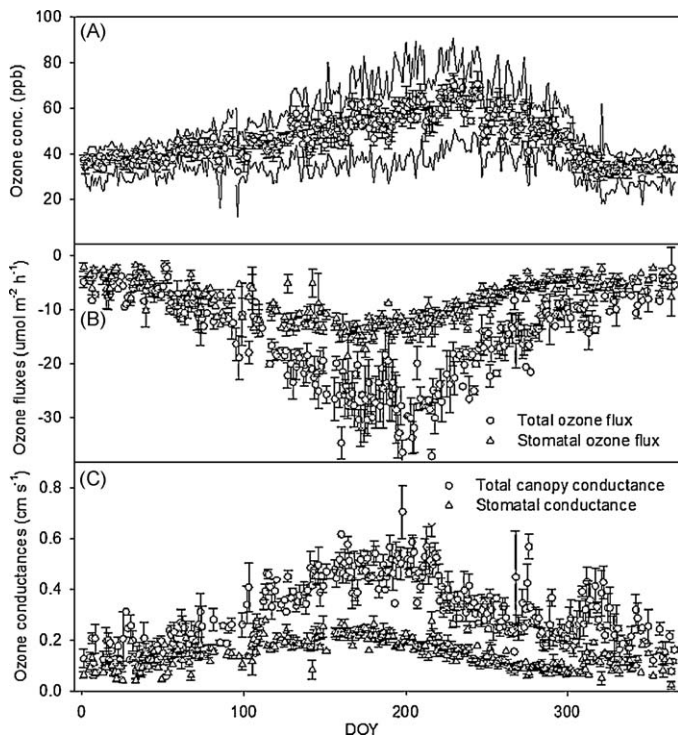 100
(A)
80
60
40
20
Ozone conc. (ppb)
0
-10
(B)
-20
-30
Ozone fluxes (umol m⁻² h⁻¹)
Total ozone flux
Stomatal ozone flux
(C)
0.8
0.6
0.4
0.2
0.0
Ozone conductances (cm s⁻¹)
Total canopy conductance
Stomatal conductance
0 100 200 300
DOY